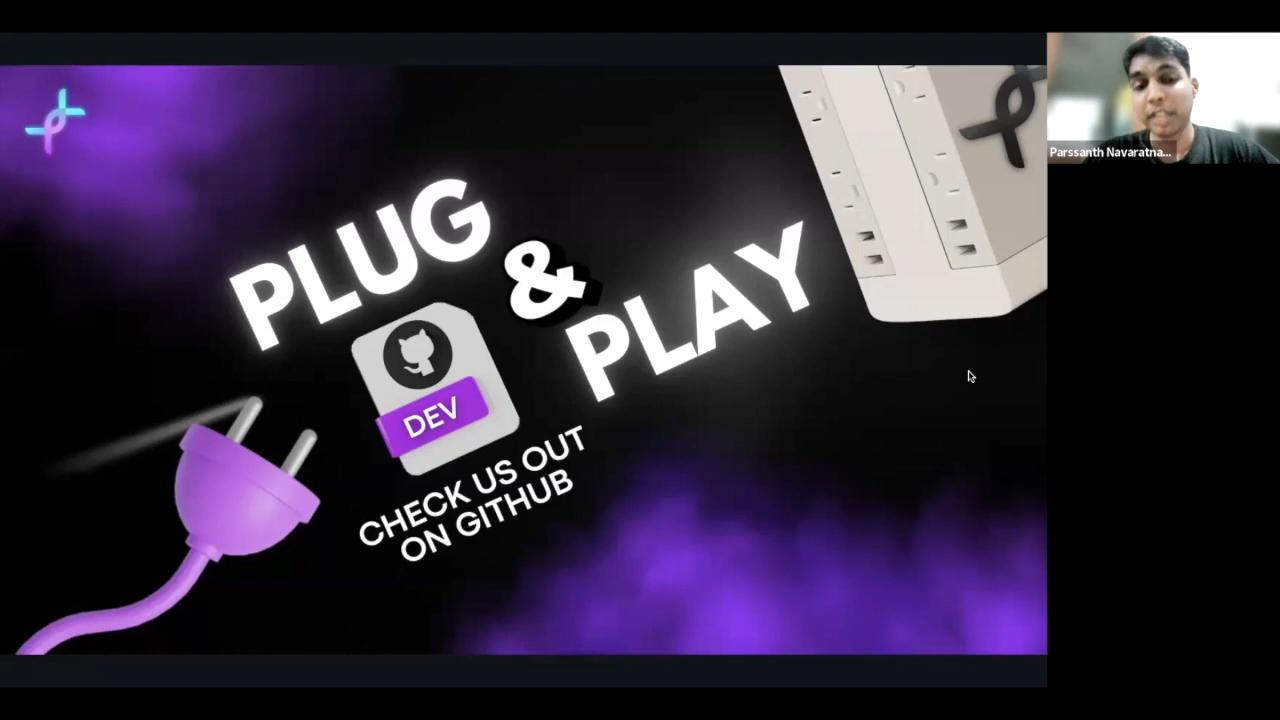 PLUG
&
PLAY
DEV
CHECK US OUT
ON GITHUB
Parssanth Navaratna...